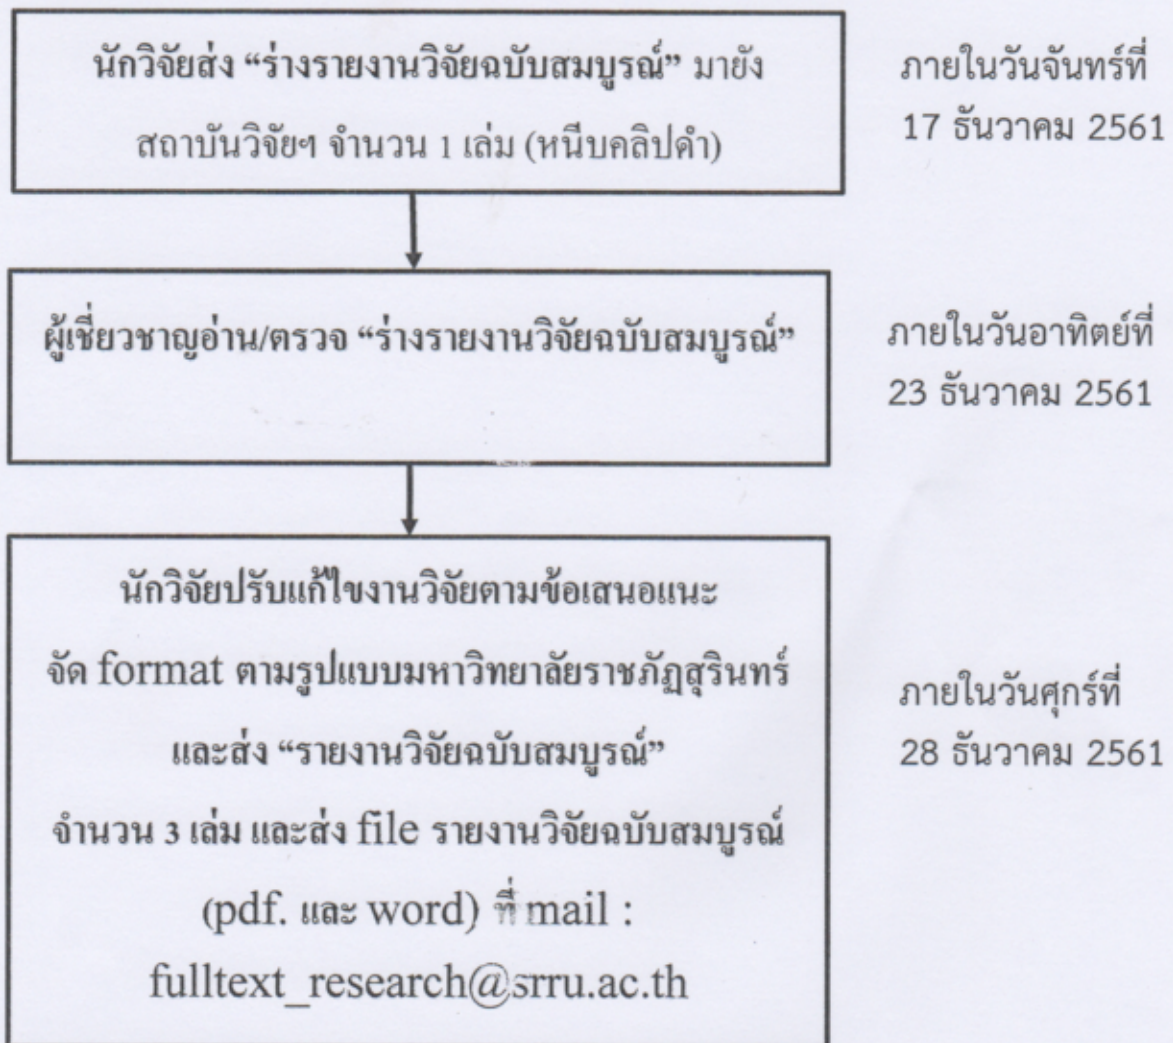 นักวิจัยส่ง “ร่างรายงานวิจัยฉบับสมบูรณ์” มายัง
สถาบันวิจัยฯ จำนวน 1 เล่ม (หนีบคลิปดำ)
ภายในวันจันทร์ที่
17 ธันวาคม 2561
ผู้เชี่ยวชาญอ่าน/ตรวจ “ร่างรายงานวิจัยฉบับสมบูรณ์”
ภายในวันอาทิตย์ที่
23 ธันวาคม 2561
นักวิจัยปรับแก้ไขงานวิจัยตามข้อเสนอแนะ
จัด format ตามรูปแบบมหาวิทยาลัยราชภัฏสุรินทร์
และส่ง “รายงานวิจัยฉบับสมบูรณ์”
จำนวน 3 เล่ม และส่ง file รายงานวิจัยฉบับสมบูรณ์
(pdf. และ word) ที่ mail :
fulltext_research@srru.ac.th
ภายในวันศุกร์ที่
28 ธันวาคม 2561